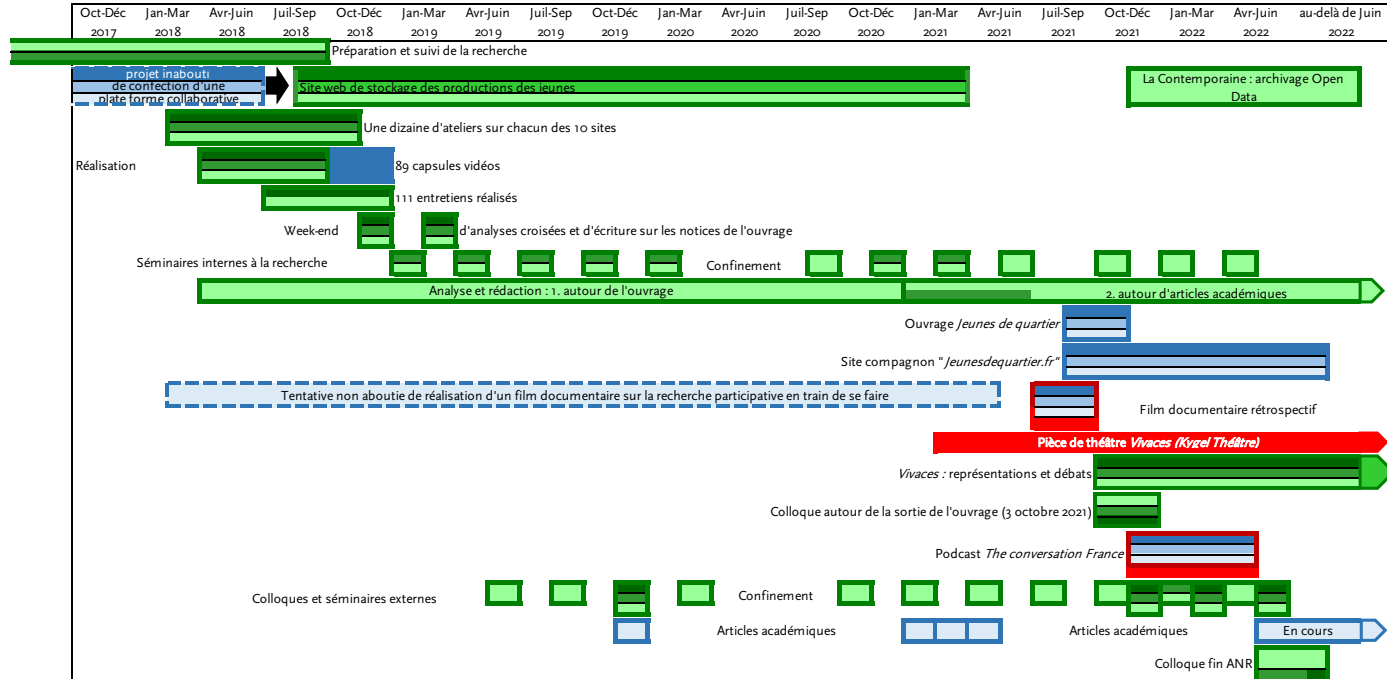 Oct-Déc Jan-Mar Avr-Juin Juil-Sep Oct-Déc Jan-Mar Avr-Juin Juil-Sep Oct-Déc Jan-Mar Avr-Juin Juil-Sep Oct-Déc Jan-Mar Avr-Juin Juil-Sep Oct-Déc Jan-Mar Avr-Juin au-delà de Juin
2017 2018 2018 2018 2018 2019 2019 2019 2019 2020 2020 2020 2020 2021 2021 2021 2021 2022 2022 2022
Préparation et suivi de la recherche
projet inabouti
de confection d'une
plate forme collaborative
Site web de stockage des productions des jeunes
La Contemporaine : archivage Open
Data
Une dizaine d'ateliers sur chacun des 10 sites
Réalisation 89 capsules vidéos
111 entretiens réalisés
Week-end d'analyses croisées et d'écriture sur les notices de l'ouvrage
Séminaires internes à la recherche Confinement
Analyse et rédaction : 1. autour de l'ouvrage 2. autour d'articles académiques
Ouvrage Jeunes de quartier
Site compagnon "Jeunesdequartier.fr"
Tentative non aboutie de réalisation d'un film documentaire sur la recherche participative en train de se faire
Film documentaire rétrospectif
Pièce de théâtre Vivaces (Kygel Théâtre)
Vivaces : représentations et débats
Colloque autour de la sortie de l'ouvrage (3 octobre 2021)
Podcast The conversation France
Colloques et séminaires externes Confinement
Articles académiques Articles académiques En cours
Colloque fin ANR